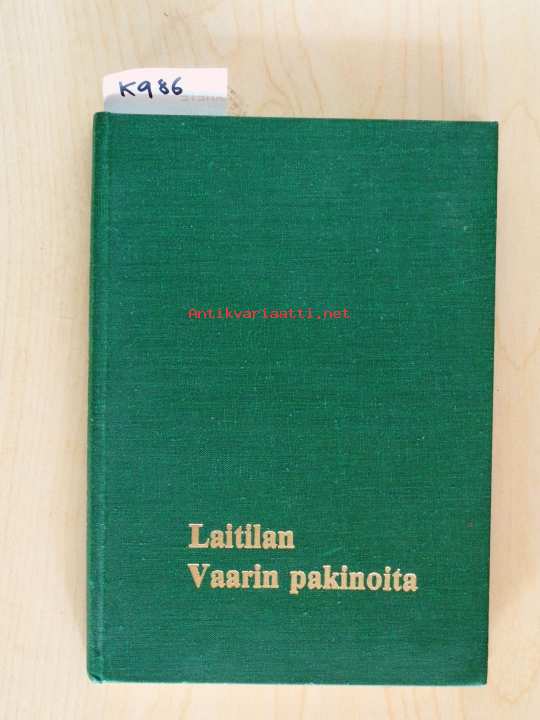 K986
Antikvariaatti.net
Laitilan
Vaarin pakinoita